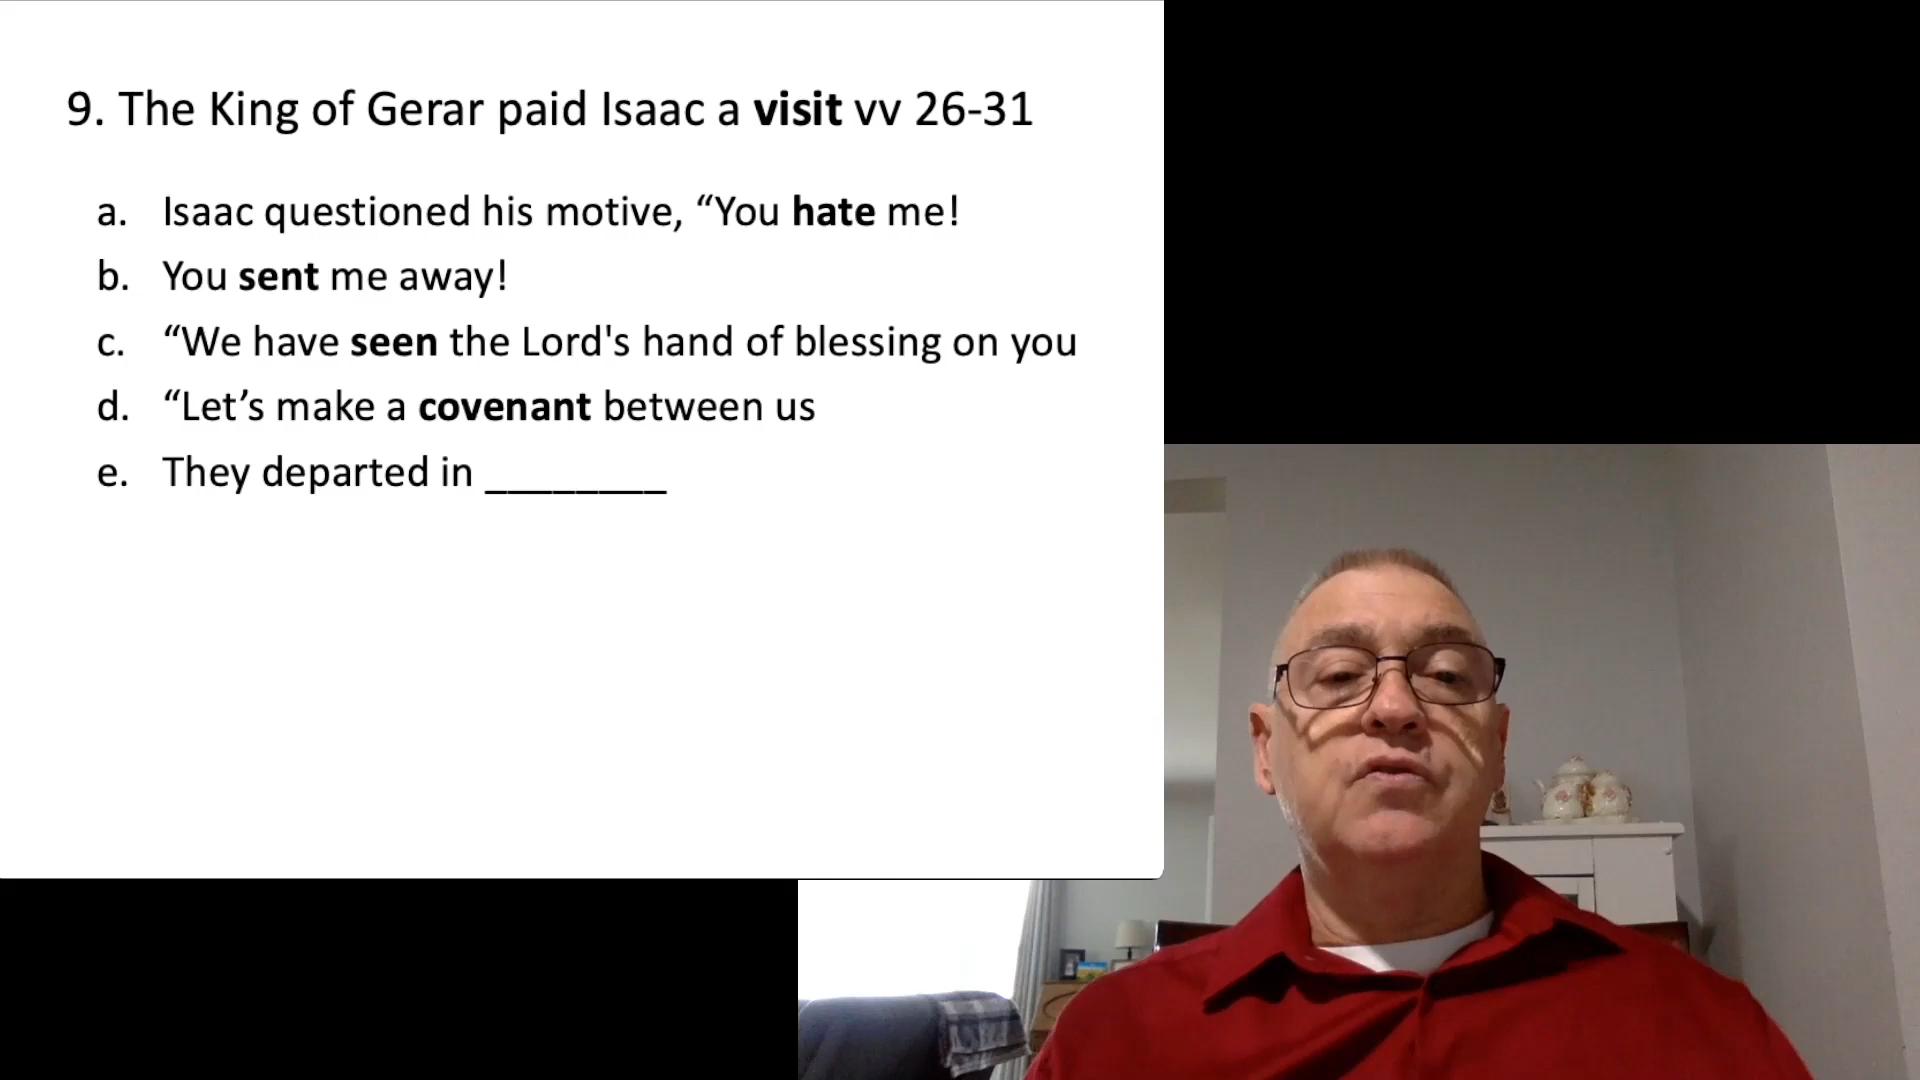 9. The King of Gerar paid Isaac a visit vv 26-31
a. Isaac questioned his motive, “You hate me!
b. You sent me away!
c. “We have seen the Lord's hand of blessing on you
d. “Let’s make a covenant between us
e. They departed in ________